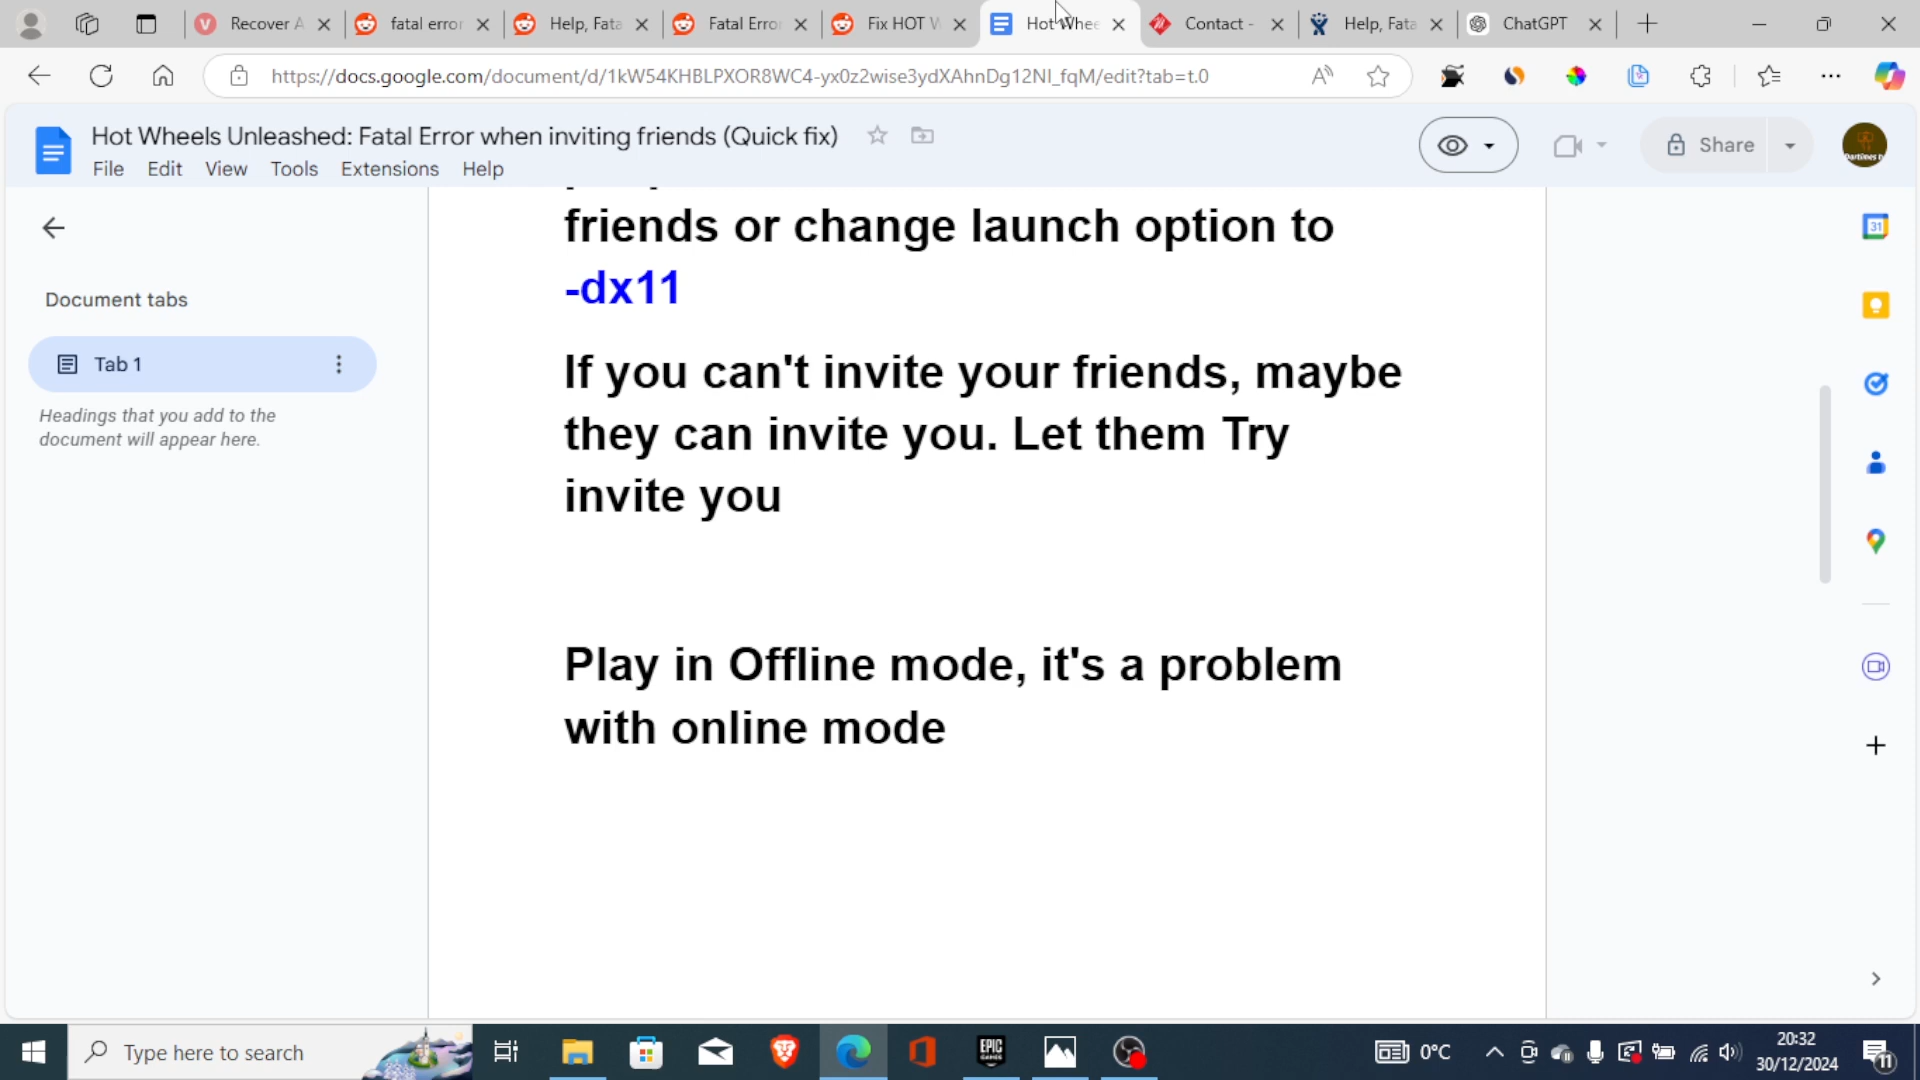 Recover A
fatal error
Help, Fata
Fatal Erro
Fix HOT W
Hot Whee
Contact -
Help, Fata
ChatGPT
https://docs.google.com/document/d/1kW54KHBLPXOR8WC4-yx0z2wise3ydXAhnDg12NI_fqM/edit?tab=t.0
Hot Wheels Unleashed: Fatal Error when inviting friends (Quick fix)
File Edit View Tools Extensions Help
Share
Document tabs
Tab 1
Headings that you add to the
document will appear here.
friends or change launch option to
-dx11
If you can't invite your friends, maybe
they can invite you. Let them Try
invite you
Play in Offline mode, it's a problem
with online mode
31
Type here to search
EPIC
GAMES
0°C
20:32
30/12/2024
11